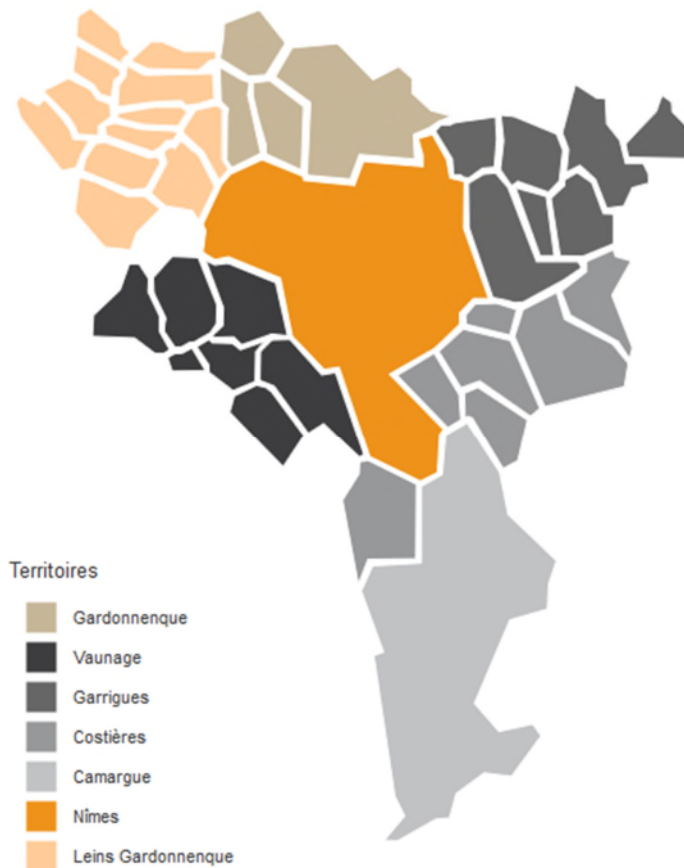 Territoires
Gardonnenque
Vaunage
Garrigues
Costières
Camargue
Nîmes
Leins Gardonnenque